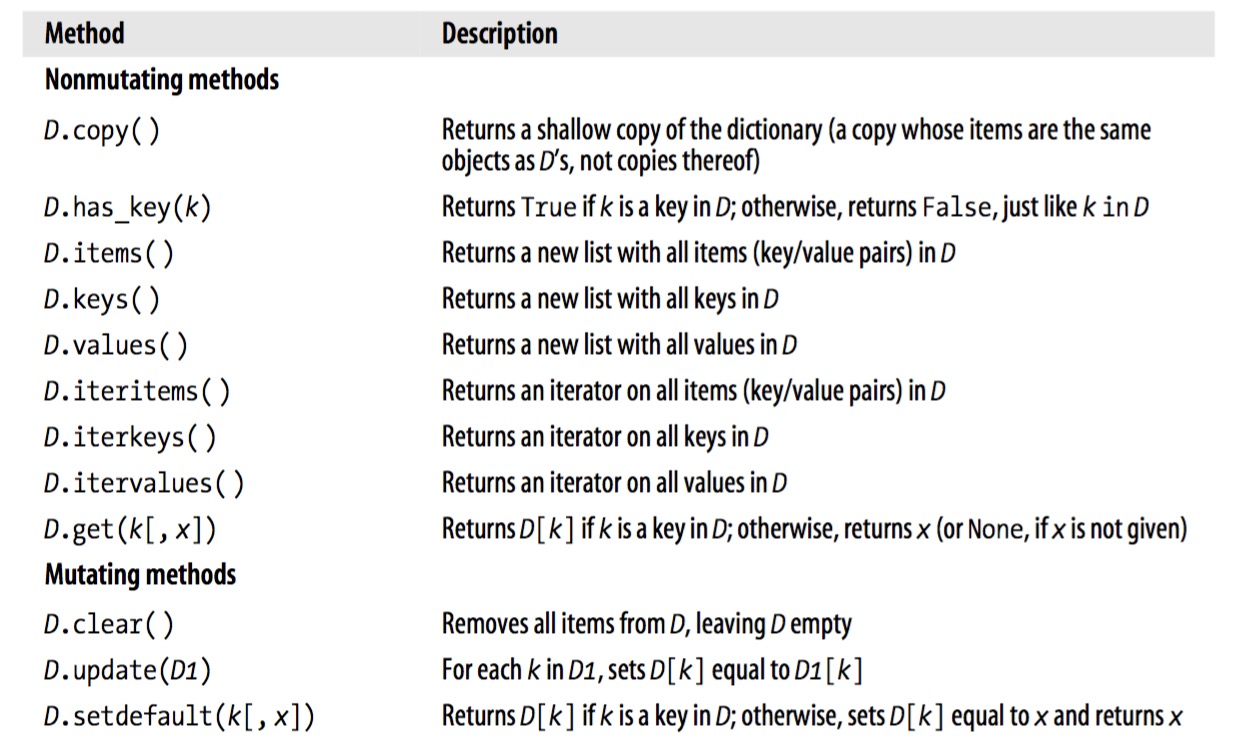 Method Description
Nonmutating methods
D.copy( ) Returns a shallow copy of the dictionary (a copy whose items are the same
objects as D's, not copies thereof)
D.has_key(k) Returns True if k is a key in D; otherwise, returns False, just like k in D
D.items( ) Returns a new list with all items (key/value pairs) in D
D.keys( ) Returns a new list with all keys in D
D.values( ) Returns a new list with all values in D
D.iteritems( ) Returns an iterator on all items (key/value pairs) in D
D.iterkeys( ) Returns an iterator on all keys in D
D.itervalues( ) Returns an iterator on all values in D
D.get(k[, x]) Returns D[k] if k is a key in D; otherwise, returns x (or None, if x is not given)
Mutating methods
D.clear( ) Removes all items from D, leaving D empty
D.update(D1) For each k in D1, sets D[k] equal to D1[k]
D.setdefault(k[, x]) Returns D[k] if k is a key in D; otherwise, sets D[k] equal to x and returns x